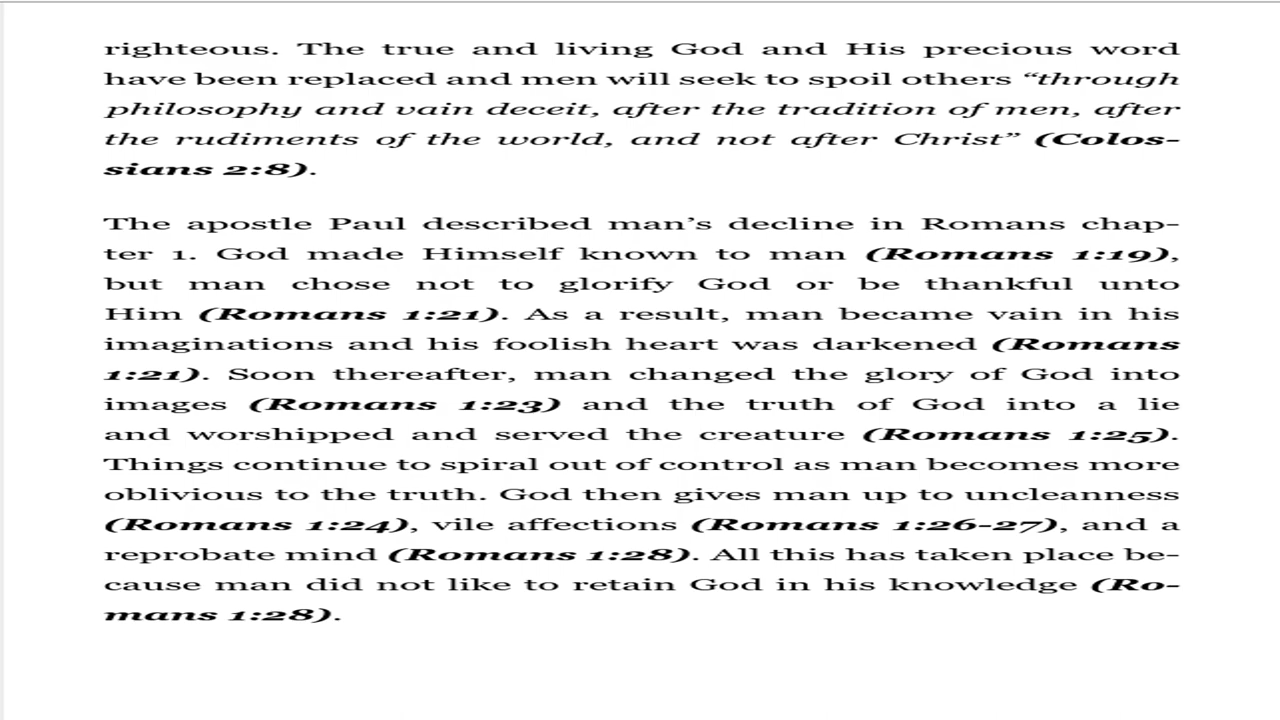 righteous. The true and living God and His precious word
have been replaced and men will seek to spoil others “through
philosophy and vain deceit, after the tradition of men, after
the rudiments of the world, and not after Christ” (Colos-
sians 2:8).
The apostle Paul described man’s decline in Romans chap-
ter 1. God made Himself known to man (Romans 1:19),
but man chose not to glorify God or be thankful unto
Him (Romans 1:21). As a result, man became vain in his
imaginations and his foolish heart was darkened (Romans
1:21). Soon thereafter, man changed the glory of God into
images (Romans 1:23) and the truth of God into a lie
and worshipped and served the creature (Romans 1:25).
Things continue to spiral out of control as man becomes more
oblivious to the truth. God then gives man up to uncleanness
(Romans 1:24), vile affections (Romans 1:26-27), and a
reprobate mind (Romans 1:28). All this has taken place be-
cause man did not like to retain God in his knowledge (Ro-
mans 1:28).